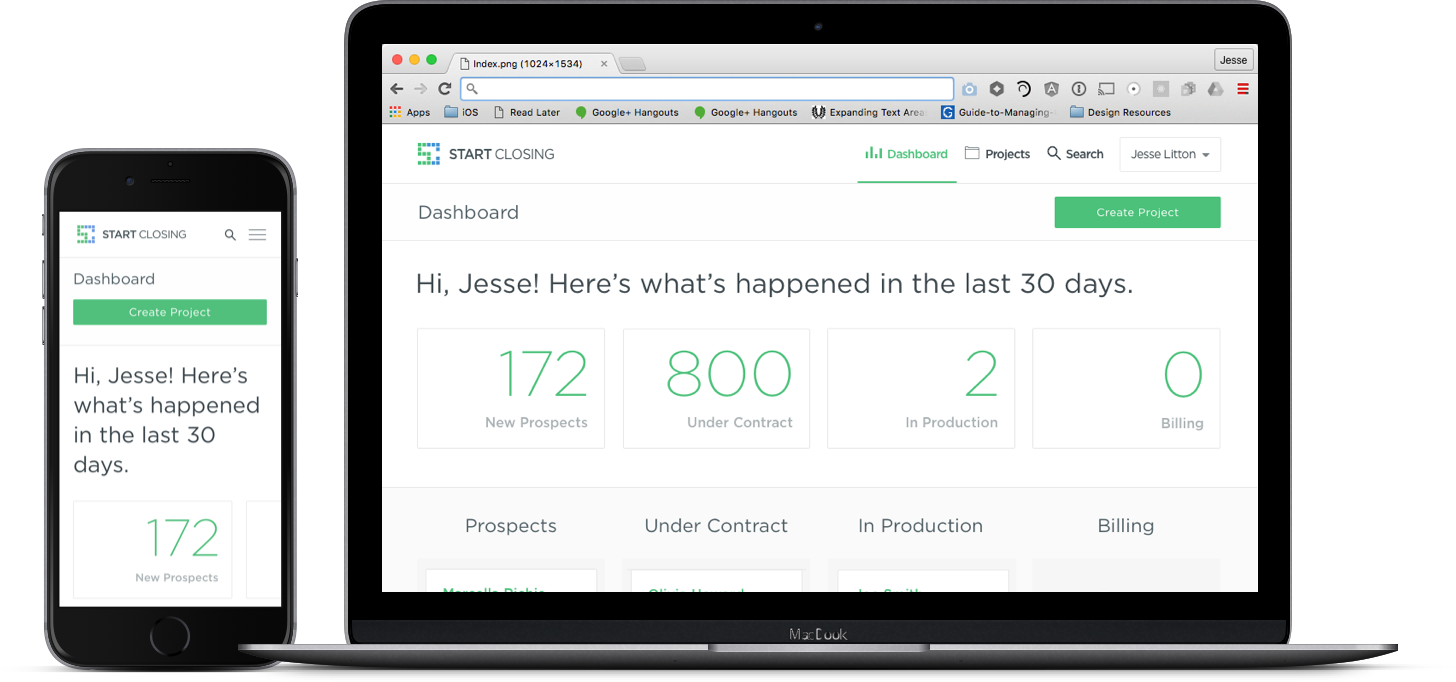 START CLOSING
Dashboard
Create Project
Hi, Jesse! Here’s
what’s happened
in the last 30
days.
172
New Prospects
Index.png (1024×1534)
Jesse
Apps iOS Read Later Google+ Hangouts Google+ Hangouts Expanding Text Area Guide-to-Managing- Design Resources
START CLOSING Dashboard Projects Search Jesse Litton
Dashboard Create Project
Hi, Jesse! Here’s what’s happened in the last 30 days.
172 800 2 0
New Prospects Under Contract In Production Billing
Prospects Under Contract In Production Billing